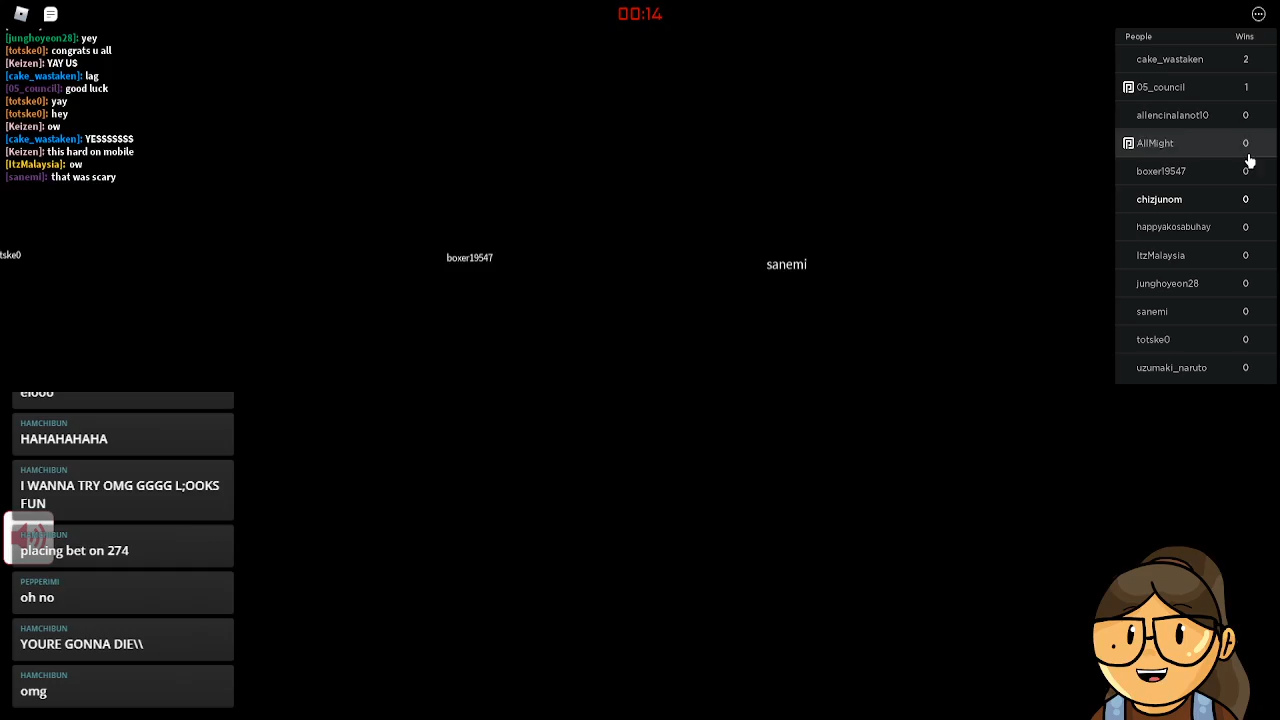 00:14
[junghoyeon28]: yey
[totske0]: congrats u all
[Keizen]: YAY US
[cake_wastaken]: lag
[05_council]: good luck
[totske0]: yay
[totske0]: hey
[Keizen]: ow
[cake_wastaken]: YESSSSSSS
[Keizen]: this hard on mobile
[ItzMalaysia]: ow
[sanemi]: that was scary
People Wins
cake_wastaken 2
05_council 1
allencinalanot10 0
AllMight 0
boxer19547 0
chizjunom 0
happyakosabuhay 0
ItzMalaysia 0
junghoyeon28 0
sanemi 0
totske0 0
uzumaki_naruto 0
tske0
boxer19547
sanemi
elooo
HAMCHIBUN
HAHAHAHAHA
HAMCHIBUN
I WANNA TRY OMG GGGG L;OOKS
FUN
HAMCHIBUN
placing bet on 274
PEPPERIMI
oh no
HAMCHIBUN
YOURE GONNA DIE\\
HAMCHIBUN
omg